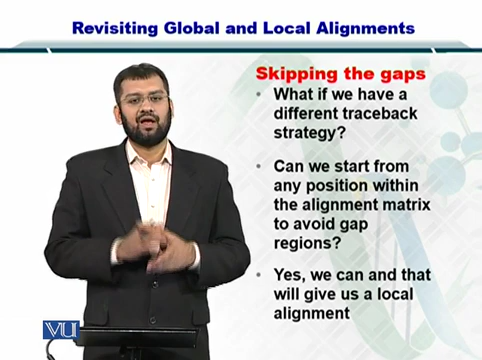 Revisiting Global and Local Alignments
Skipping the gaps
• What if we have a
different traceback
strategy?
• Can we start from
any position within
the alignment matrix
to avoid gap
regions?
• Yes, we can and that
will give us a local
alignment
VU